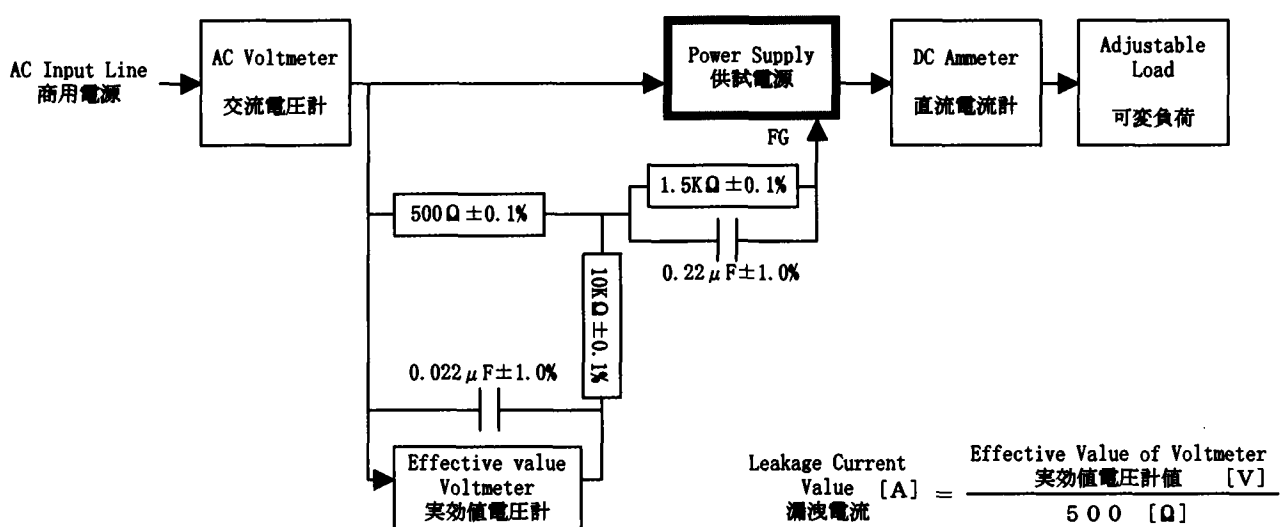 AC Input Line
商用電源
AC Voltmeter
交流電圧計
Power Supply
供試電源
DC Ammeter
直流電流計
Adjustable
Load
可変負荷
FG
1.5KΩ±0.1%
500Ω±0.1%
0.22μF±1.0%
10KΩ±0.1%
0.022μF±1.0%
Effective value
Voltmeter
実効値電圧計
Leakage Current
Value [A] =
漏洩電流
Effective Value of Voltmeter
実効値電圧計値 [V]
500 [Ω]